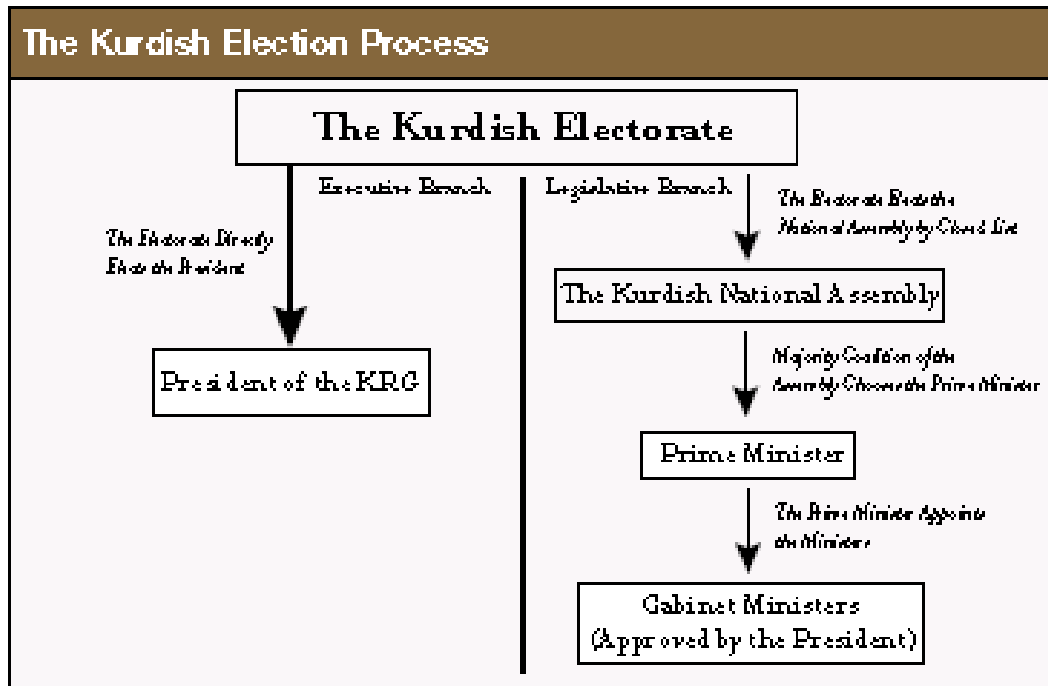 The Kurdish Election Process
The Kurdish Electorate
Executive Branch
The Electorate Directly
Elects the President
President of the KRG
Legislative Branch
The Electorate Elects the
National Assembly by Closed List
The Kurdish National Assembly
Majority Coalition of the
Assembly Chooses the Prime Minister
Prime Minister
The Prime Minister Appoints
the Ministers
Cabinet Ministers
(Approved by the President)